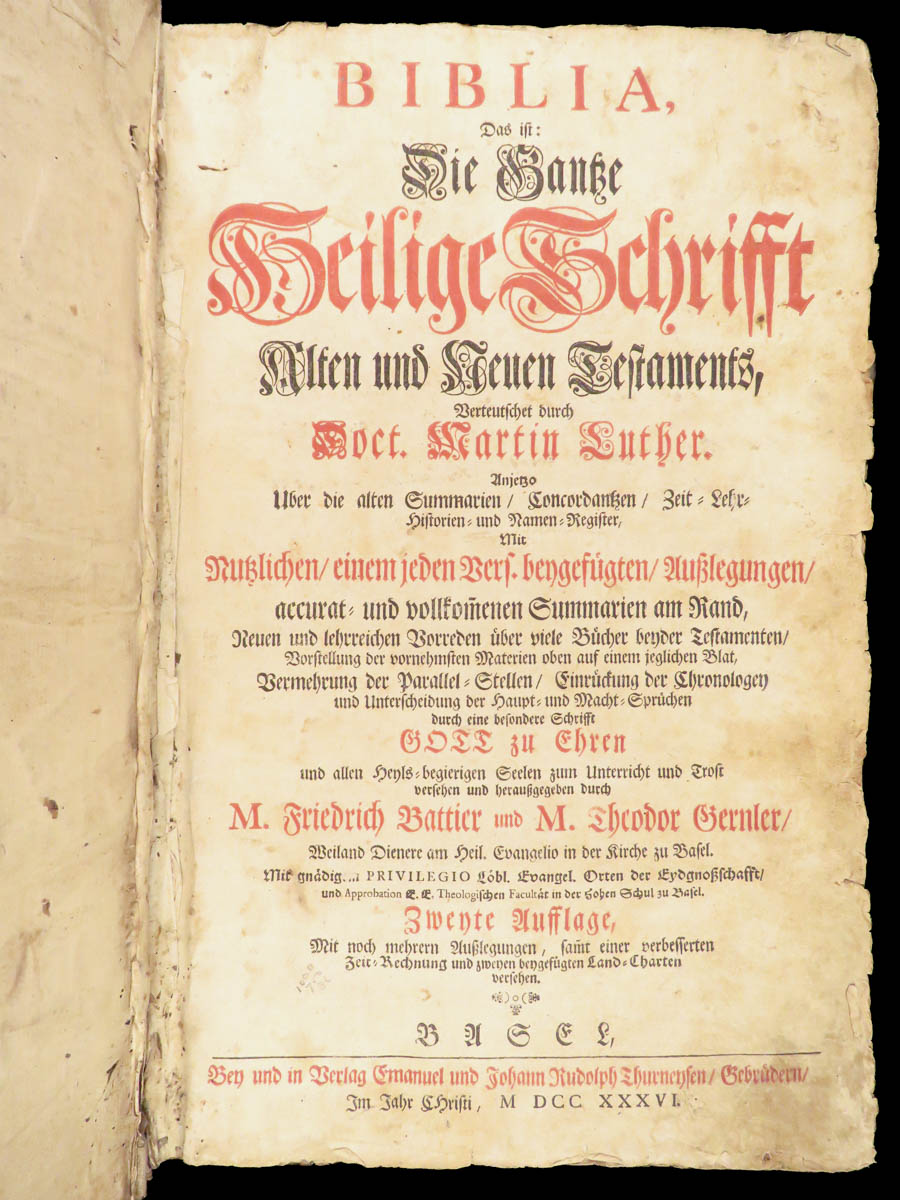 BIBLIA,
Das ist:
Die Gantze
Heilige Schrifft
Alten und Neuen Testaments,
Verteutschet durch
Doct. Martin Luther.
Anjetzo
Uber die alten Summarien / Concordantzen / Zeit- Lehr-
Historien- und Namen-Register,
Mit
Nutzlichen / einem jeden Vers. beygefügten / Außlegungen /
accurat- und vollkom̃enen Summarien am Rand,
Neuen und lehrreichen Vorreden über viele Bücher beyder Testamenten /
Vorstellung der vornehmsten Materien oben auf einem jeglichen Blat,
Vermehrung der Parallel-Stellen / Einrückung der Chronologey
und Unterscheidung der Haupt- und Macht-Sprüchen
durch eine besondere Schrifft
GOTT zu Ehren
und allen Heyls-begierigen Seelen zum Unterricht und Trost
versehen und heraußgegeben durch
M. Friedrich Battier und M. Theodor Gernler /
Weiland Dienere am Heil. Evangelio in der Kirche zu Basel.
Mit PRIVILEGIO Löbl. Evangel. Orten der Eydgnoßschafft /
und Approbation E. E. Theologischen Facultät in der Hohen Schul zu Basel.
Zweyte Aufflage,
Mit noch mehrern Außlegungen, sam̃t einer verbesserten
Zeit-Rechnung und zweyen beygefügten Land-Charten
versehen.
BASEL,
Bey und in Verlag Emanuel und Johann Rudolph Thurneysen / Gebrüdern /
Im Jahr CHristi, M DCC XXXVI.